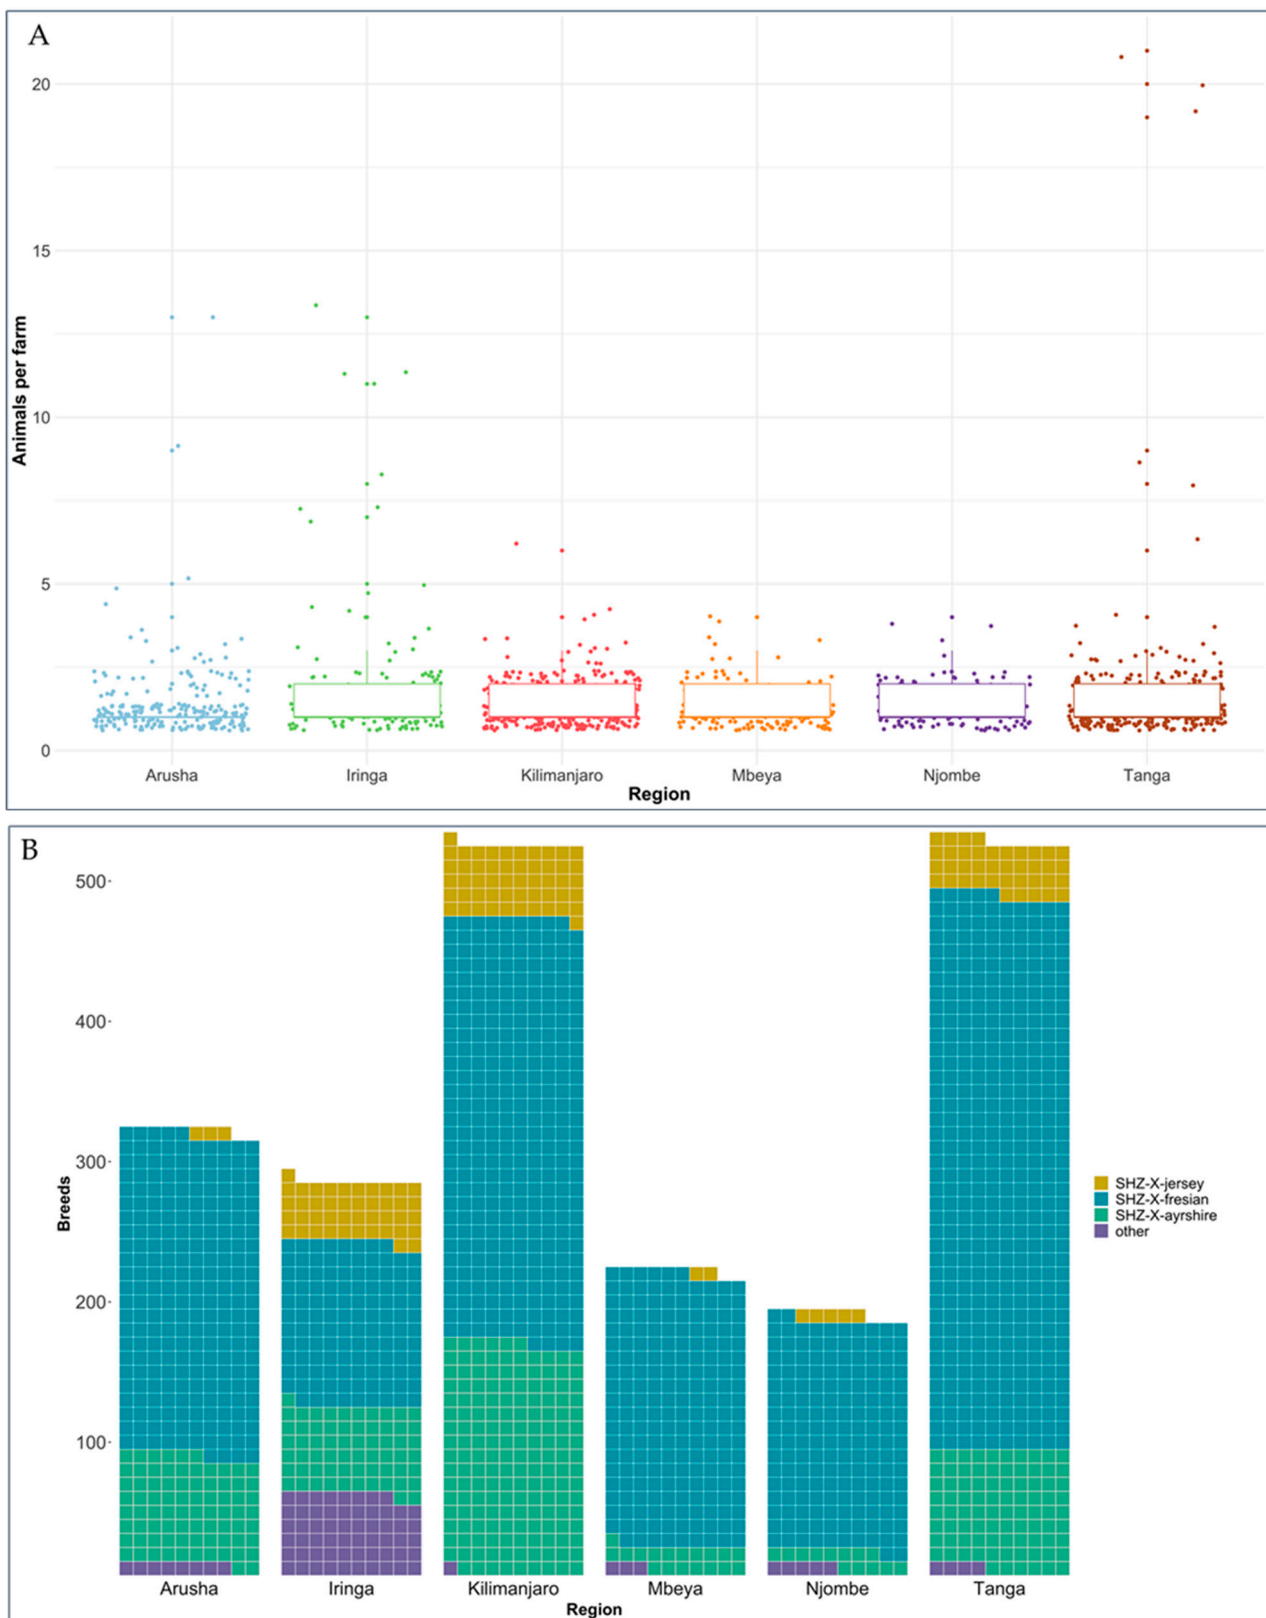 A
20
15
10
5
0
Animals per farm
Arusha Iringa Kilimanjaro Mbeya Njombe Tanga
Region
B
500
400
300
200
100
Breeds
SHZ-X-jersey
SHZ-X-fresian
SHZ-X-ayrshire
other
Arusha Iringa Kilimanjaro Mbeya Njombe Tanga
Region